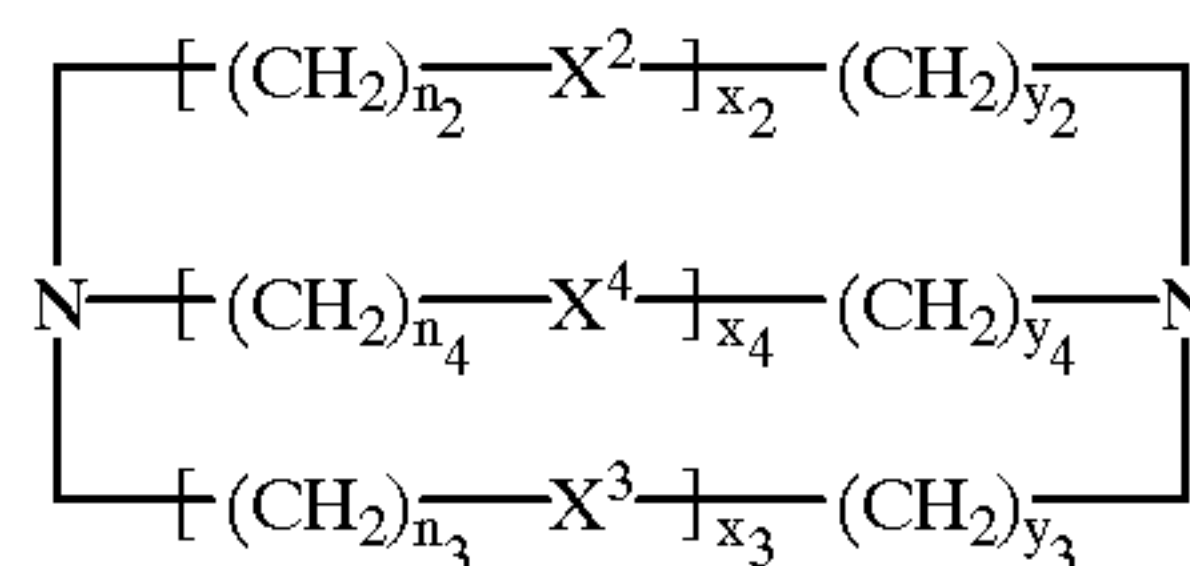 [(CH₂)n₂—X²]x₂—(CH₂)y₂
N—[(CH₂)n₄—X⁴]x₄—(CH₂)y₄—N
[(CH₂)n₃—X³]x₃—(CH₂)y₃